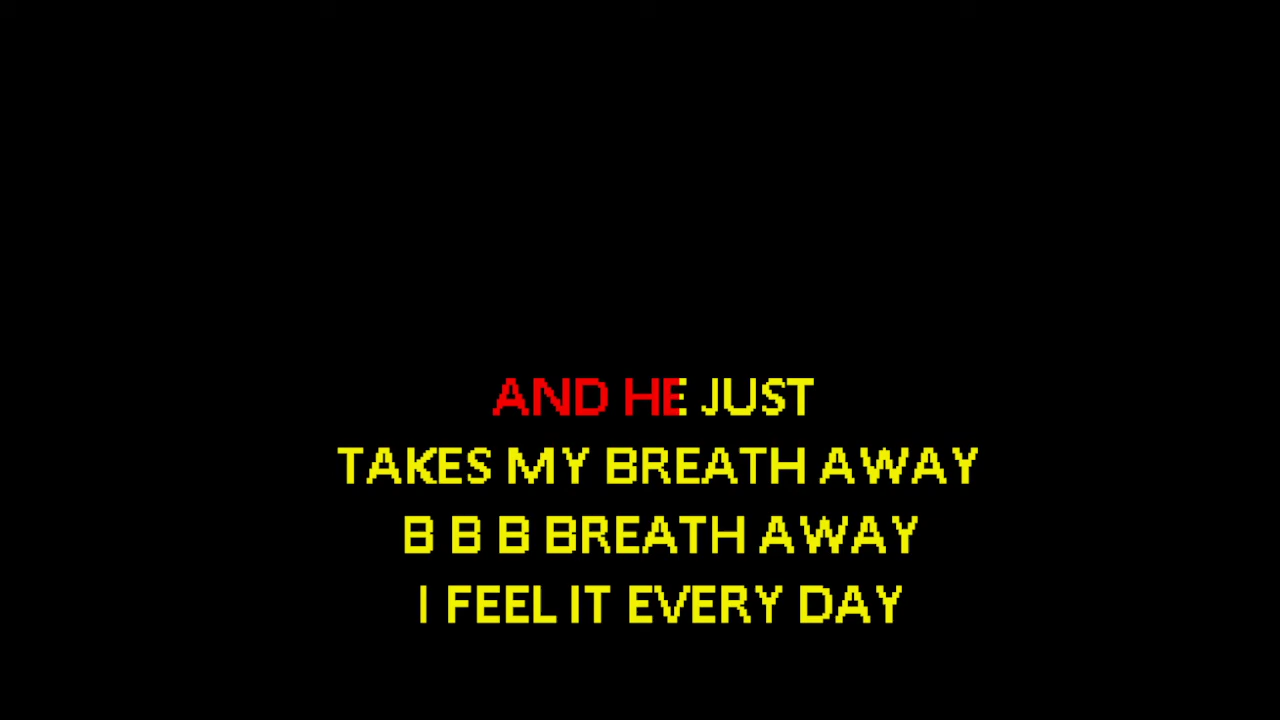 AND HE JUST
TAKES MY BREATH AWAY
B B B BREATH AWAY
I FEEL IT EVERY DAY